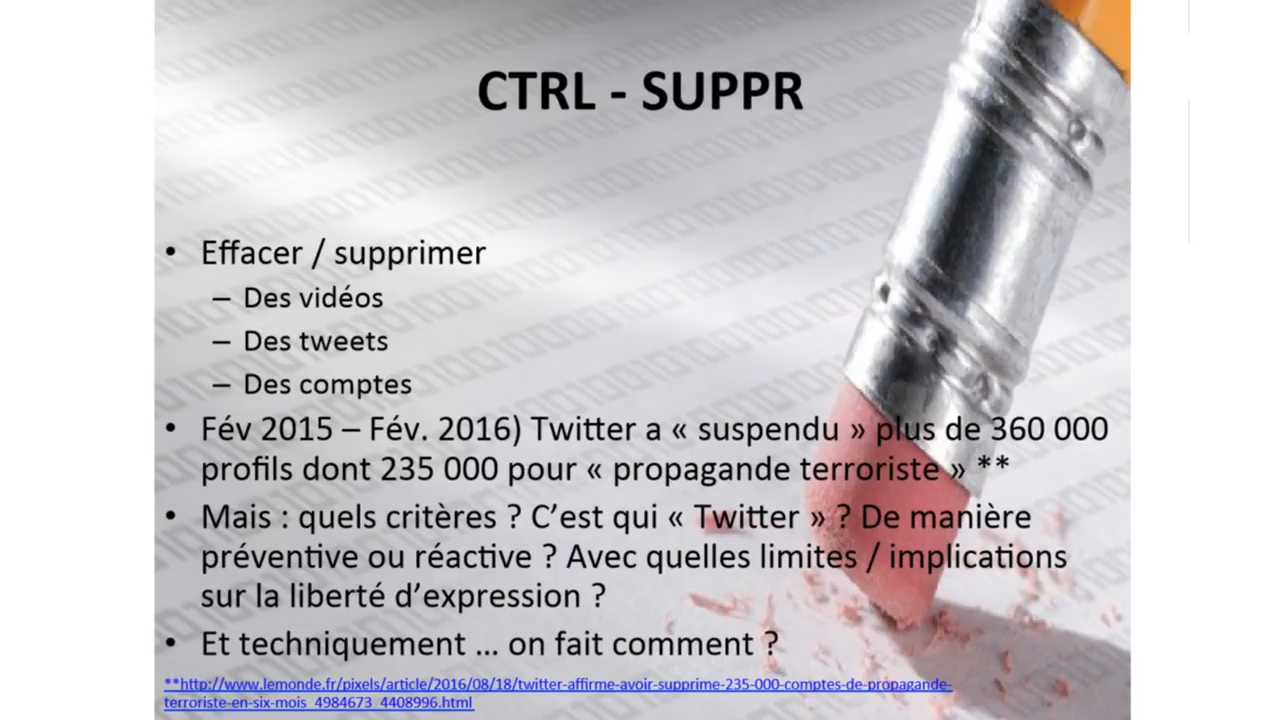 CTRL - SUPPR
• Effacer / supprimer
– Des vidéos
– Des tweets
– Des comptes
• Fév 2015 – Fév. 2016) Twitter a « suspendu » plus de 360 000
profils dont 235 000 pour « propagande terroriste » **
• Mais : quels critères ? C’est qui « Twitter » ? De manière
préventive ou réactive ? Avec quelles limites / implications
sur la liberté d’expression ?
• Et techniquement … on fait comment ?
**http://www.lemonde.fr/pixels/article/2016/08/18/twitter-affirme-avoir-supprime-235-000-comptes-de-propagande-
terroriste-en-six-mois_4984673_4408996.html